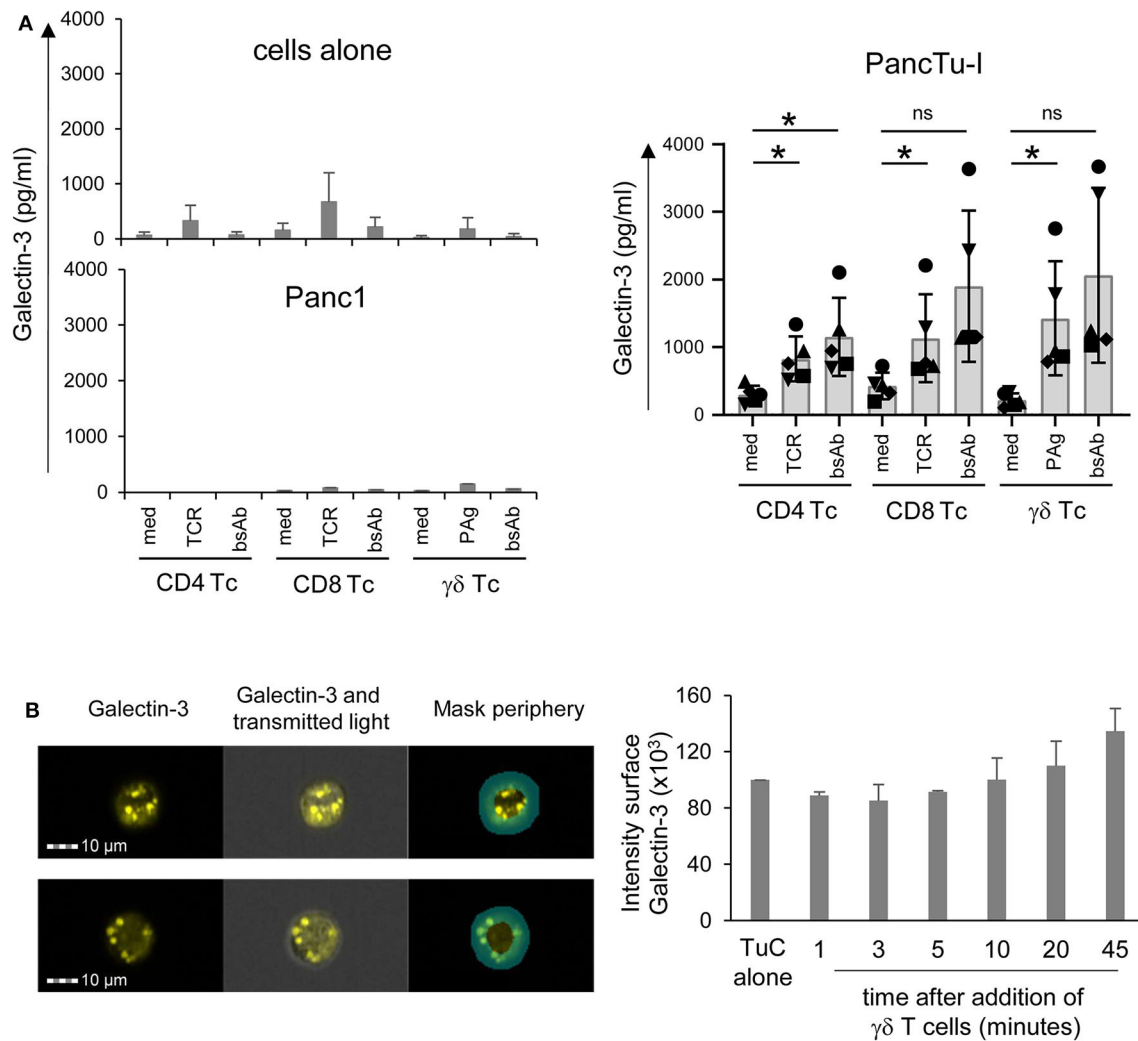 A
cells alone
Galectin-3 (pg/ml)
4000
3000
2000
1000
0
Panc1
4000
3000
2000
1000
0
med TCR bsAb med TCR bsAb med PAg bsAb
CD4 Tc CD8 Tc γδ Tc
PancTu-I
Galectin-3 (pg/ml)
* * ns * ns *
4000
3000
2000
1000
0
med TCR bsAb med TCR bsAb med PAg bsAb
CD4 Tc CD8 Tc γδ Tc
B
Galectin-3
Galectin-3 and
transmitted light
Mask periphery
10 µm
10 µm
Intensity surface
Galectin-3 (x10³)
160
120
80
40
0
TuC
alone
1 3 5 10 20 45
time after addition of
γδ T cells (minutes)